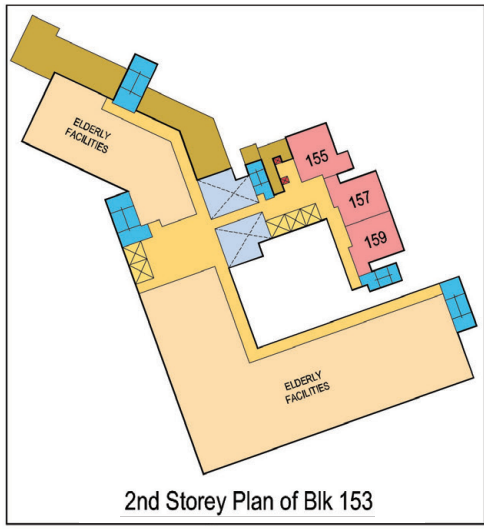 ELDERLY
FACILITIES
155
157
159
ELDERLY
FACILITIES
2nd Storey Plan of Blk 153